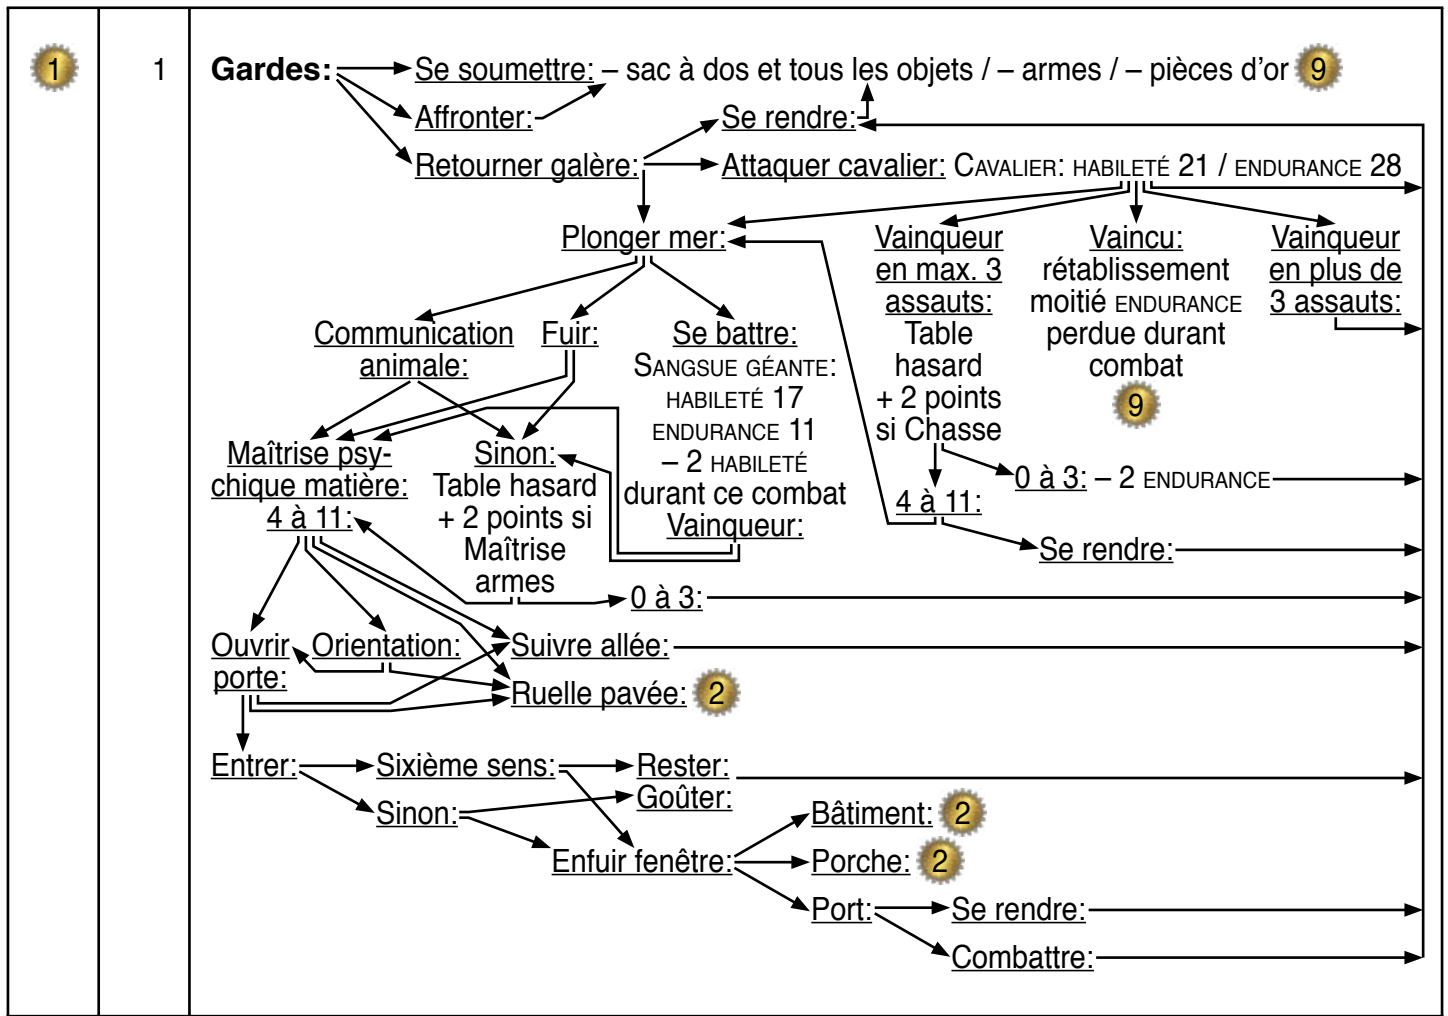 1
1
Gardes: Se soumettre: – sac à dos et tous les objets / – armes / – pièces d'or 9
Affronter: Se rendre:
Retourner galère: Attaquer cavalier: CAVALIER: HABILETÉ 21 / ENDURANCE 28
Plonger mer:
Vainqueur
en max. 3
assauts:
Table
hasard
+ 2 points
si Chasse
Vaincu:
rétablissement
moitié ENDURANCE
perdue durant
combat
9
Vainqueur
en plus de
3 assauts:
Communication
animale:
Fuir:
Se battre:
SANGSUE GÉANTE:
HABILETÉ 17
ENDURANCE 11
– 2 HABILETÉ
durant ce combat
Vainqueur:
Maîtrise psy-
chique matière:
4 à 11:
Sinon:
Table hasard
+ 2 points si
Maîtrise
armes
0 à 3: – 2 ENDURANCE
4 à 11:
Se rendre:
0 à 3:
Ouvrir
porte:
Orientation:
Suivre allée:
Ruelle pavée: 2
Entrer: Sixième sens: Rester:
Sinon: Goûter:
Bâtiment: 2
Enfuir fenêtre: Porche: 2
Port: Se rendre:
Combattre: